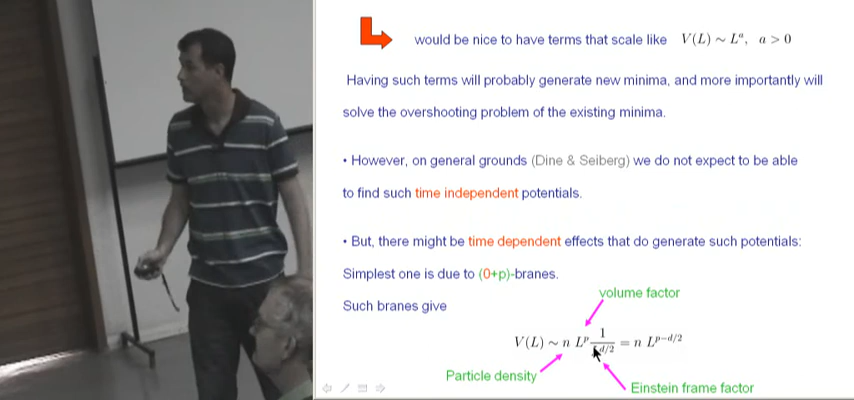 would be nice to have terms that scale like V(L) ~ L^a, a > 0
Having such terms will probably generate new minima, and more importantly will
solve the overshooting problem of the existing minima.
• However, on general grounds (Dine & Seiberg) we do not expect to be able
to find such time independent potentials.
• But, there might be time dependent effects that do generate such potentials:
Simplest one is due to (0+p)-branes.
volume factor
Such branes give
V(L) ~ n L^p 1/L^{d/2} = n L^{p-d/2}
Particle density
Einstein frame factor